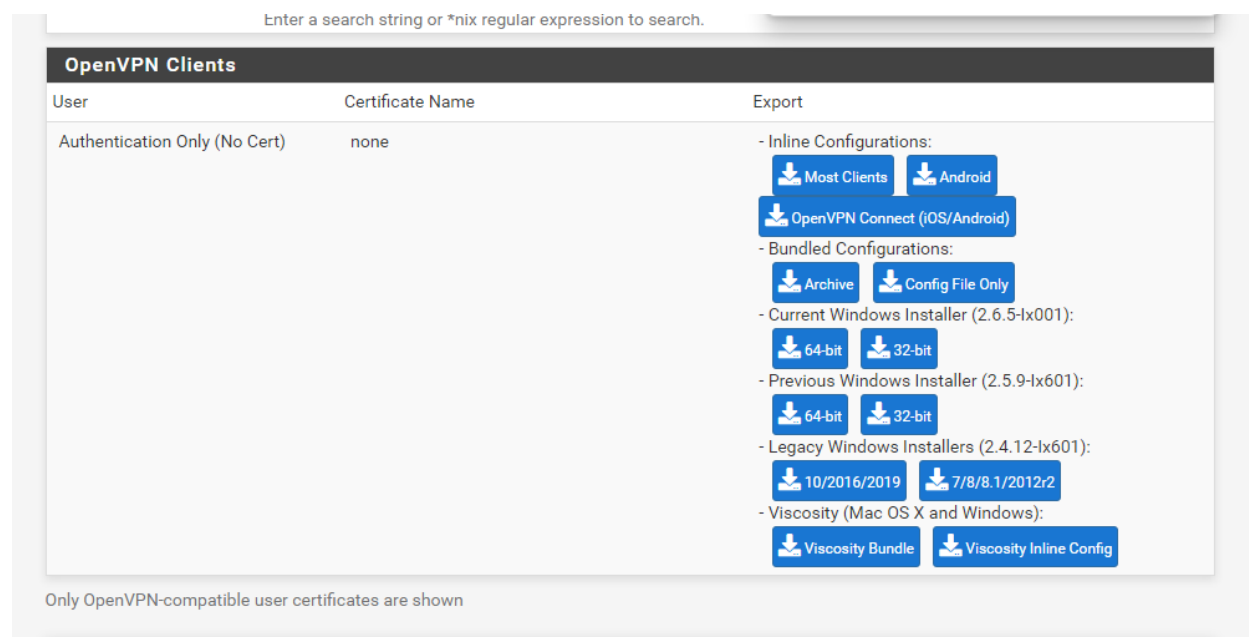 Enter a search string or *nix regular expression to search.
OpenVPN Clients
User Certificate Name Export
Authentication Only (No Cert) none - Inline Configurations:
Most Clients Android
OpenVPN Connect (iOS/Android)
- Bundled Configurations:
Archive Config File Only
- Current Windows Installer (2.6.5-Ix001):
64-bit 32-bit
- Previous Windows Installer (2.5.9-Ix601):
64-bit 32-bit
- Legacy Windows Installers (2.4.12-Ix601):
10/2016/2019 7/8/8.1/2012r2
- Viscosity (Mac OS X and Windows):
Viscosity Bundle Viscosity Inline Config
Only OpenVPN-compatible user certificates are shown